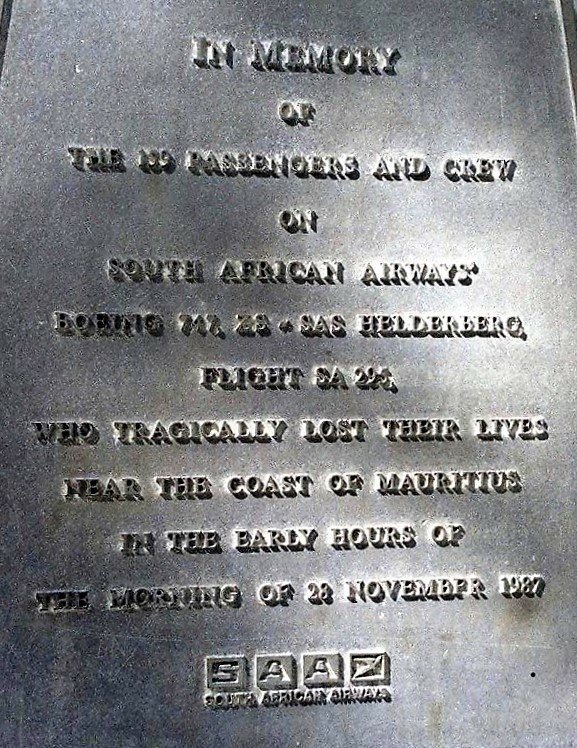 IN MEMORY
OF
THE 159 PASSENGERS AND CREW
ON
SOUTH AFRICAN AIRWAYS'
BOEING 747, ZS - SAS HELDERBERG,
FLIGHT SA 295,
WHO TRAGICALLY LOST THEIR LIVES
NEAR THE COAST OF MAURITIUS
IN THE EARLY HOURS OF
THE MORNING OF 28 NOVEMBER 1987
SAA
SOUTH AFRICAN AIRWAYS